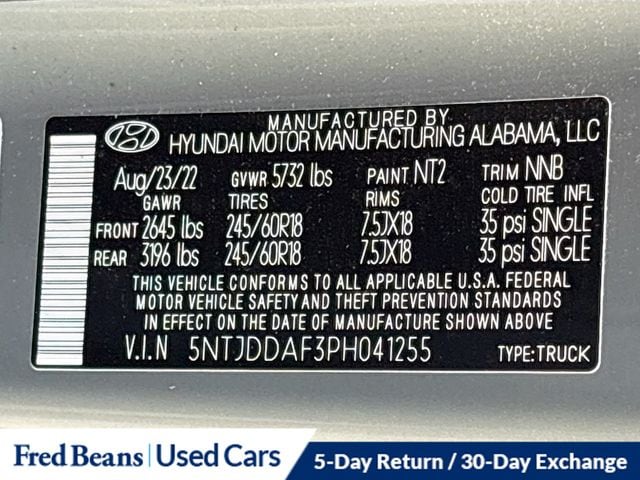 MANUFACTURED BY
HYUNDAI MOTOR MANUFACTURING ALABAMA, LLC
Aug/23/22 GVWR 5732 lbs PAINT NT2 TRIM NNB
GAWR TIRES RIMS COLD TIRE INFL
FRONT 2645 lbs 245/60R18 7.5JX18 35 psi SINGLE
REAR 3196 lbs 245/60R18 7.5JX18 35 psi SINGLE
THIS VEHICLE CONFORMS TO ALL APPLICABLE U.S.A. FEDERAL
MOTOR VEHICLE SAFETY AND THEFT PREVENTION STANDARDS
IN EFFECT ON THE DATE OF MANUFACTURE SHOWN ABOVE
V.I.N 5NTJDDAF3PH041255 TYPE:TRUCK
Fred Beans Used Cars 5-Day Return / 30-Day Exchange